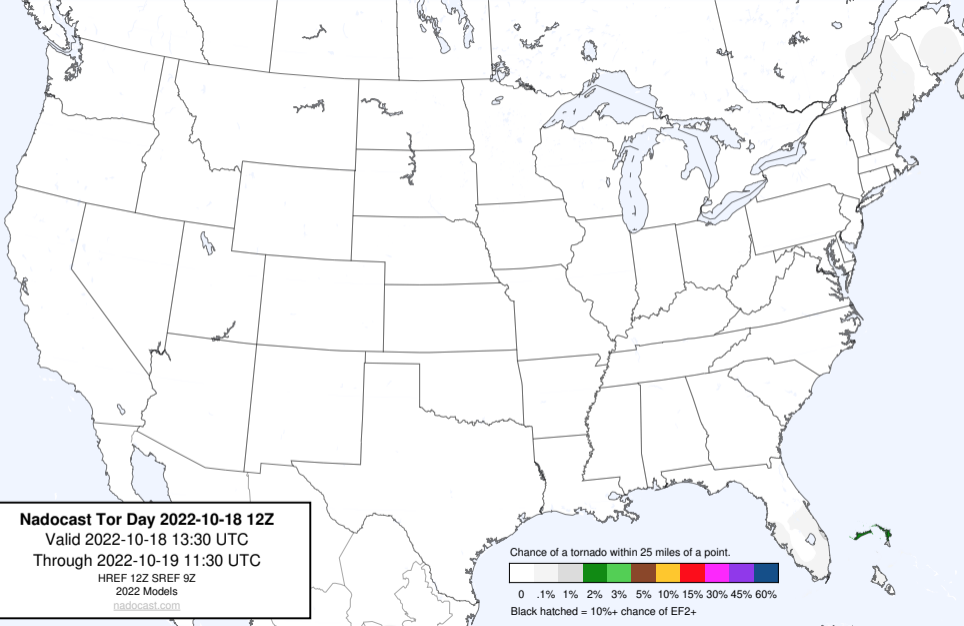 Nadocast Tor Day 2022-10-18 12Z
Valid 2022-10-18 13:30 UTC
Through 2022-10-19 11:30 UTC
HREF 12Z SREF 9Z
2022 Models
nadocast.com
Chance of a tornado within 25 miles of a point.
0 .1% 1% 2% 3% 5% 10% 15% 30% 45% 60%
Black hatched = 10%+ chance of EF2+